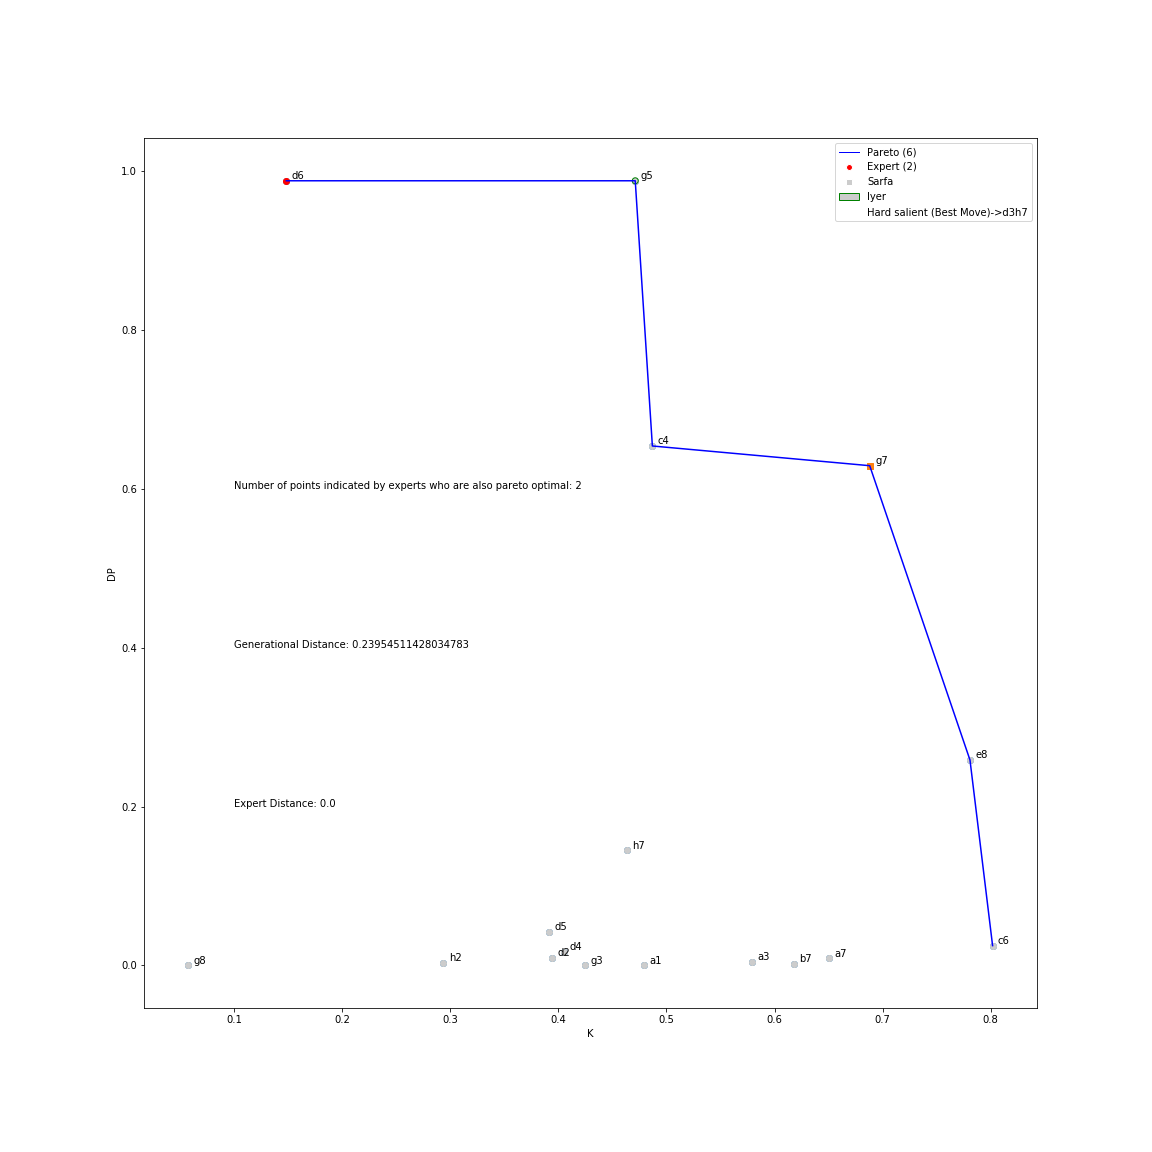 1.0
0.8
0.6
0.4
0.2
0.0
DP
0.1
0.2
0.3
0.4
0.5
0.6
0.7
0.8
K
Pareto (6)
Expert (2)
Sarfa
Iyer
Hard salient (Best Move)->d3h7
d6
g5
c4
g7
Number of points indicated by experts who are also pareto optimal: 2
Generational Distance: 0.23954511428034783
e8
Expert Distance: 0.0
h7
d5
d4
c6
g8
h2
d2
g3
a1
a3
b7
a7